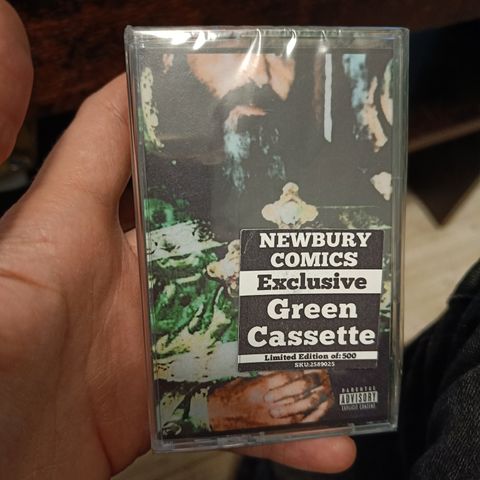 NEWBURY
COMICS
Exclusive
Green
Cassette
Limited Edition of: 500
SKU:2589025
PARENTAL
ADVISORY
EXPLICIT CONTENT